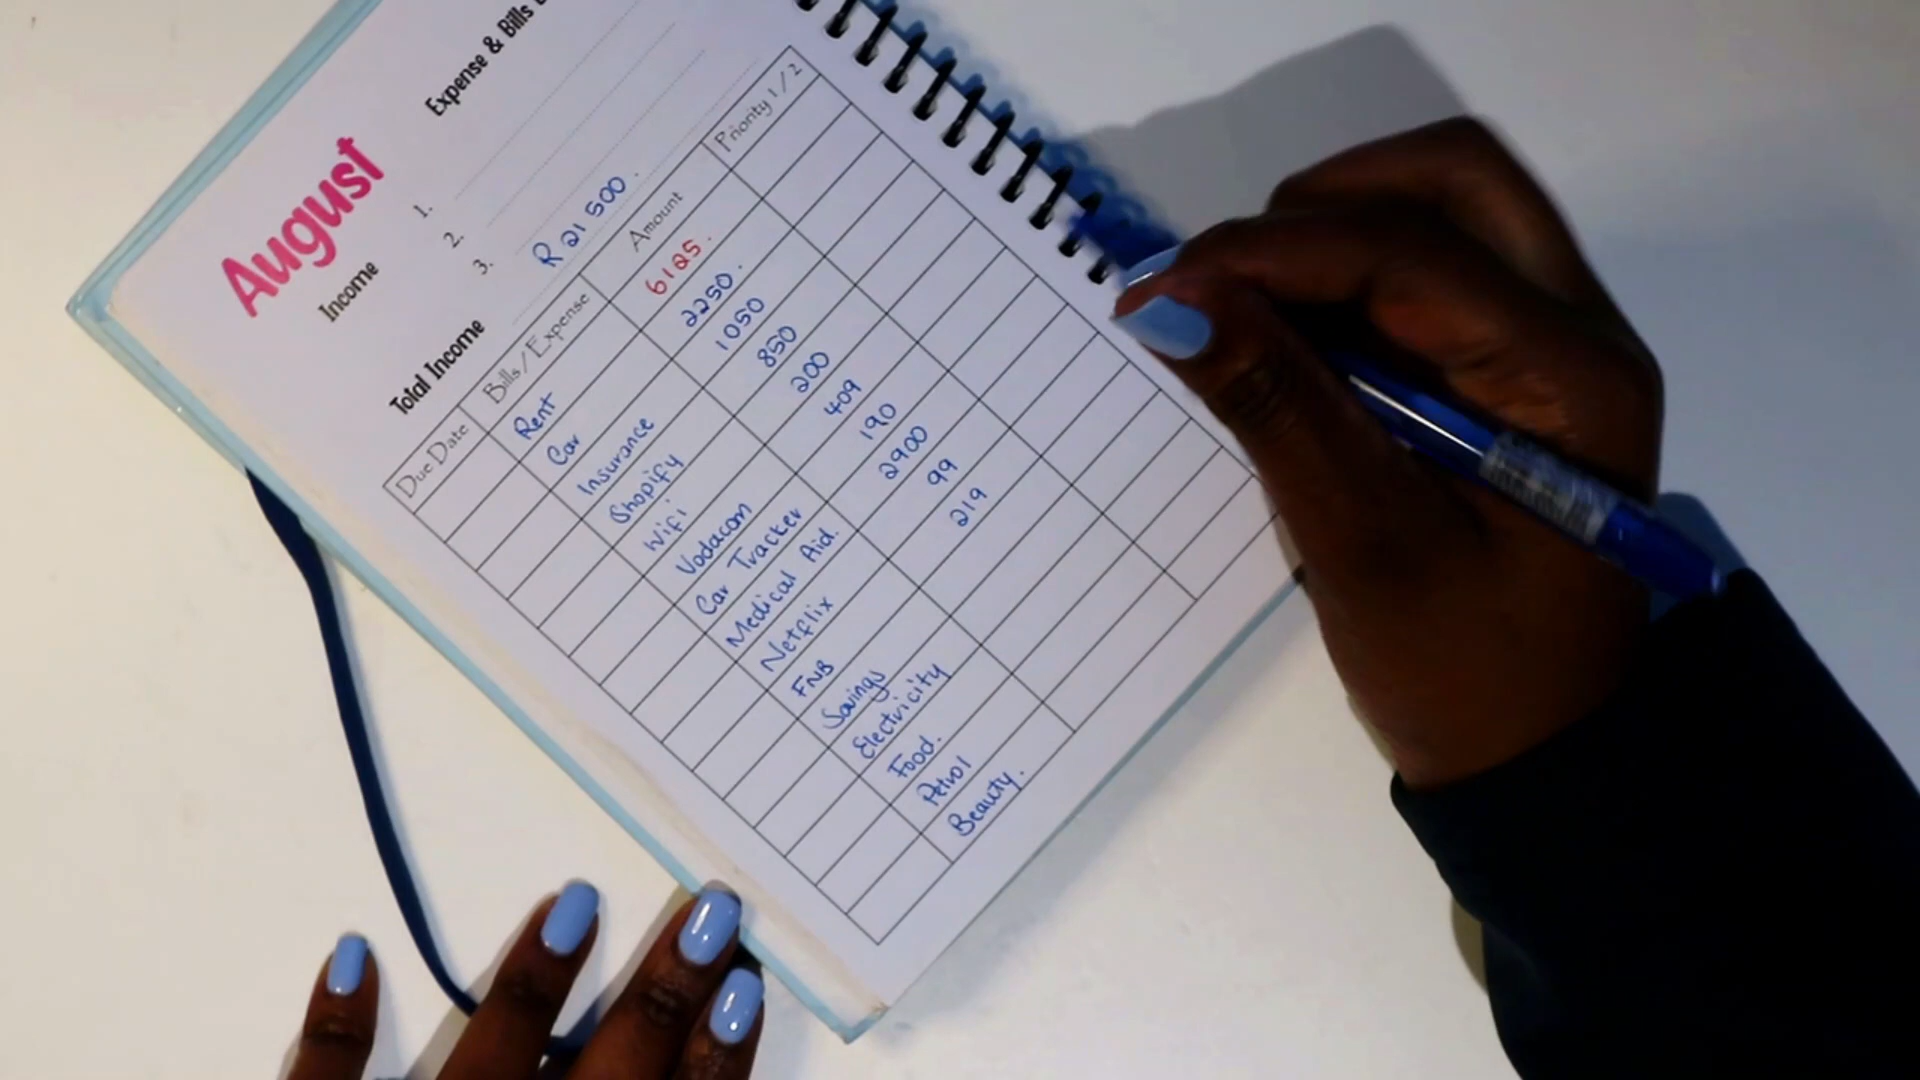 August
Expense & Bills
Income
1.
2.
3.
Total Income R 21 500.
Due Date Bills/Expense Amount Priority 1/2
Rent 6125.
Car 2250.
Insurance 1050
Shopify 850
Wifi 200
Vodacom 409
Car Tracker 190
Medical Aid. 2900
Netflix 99
FNB 219
Savings
Electricity
Food.
Petrol
Beauty.